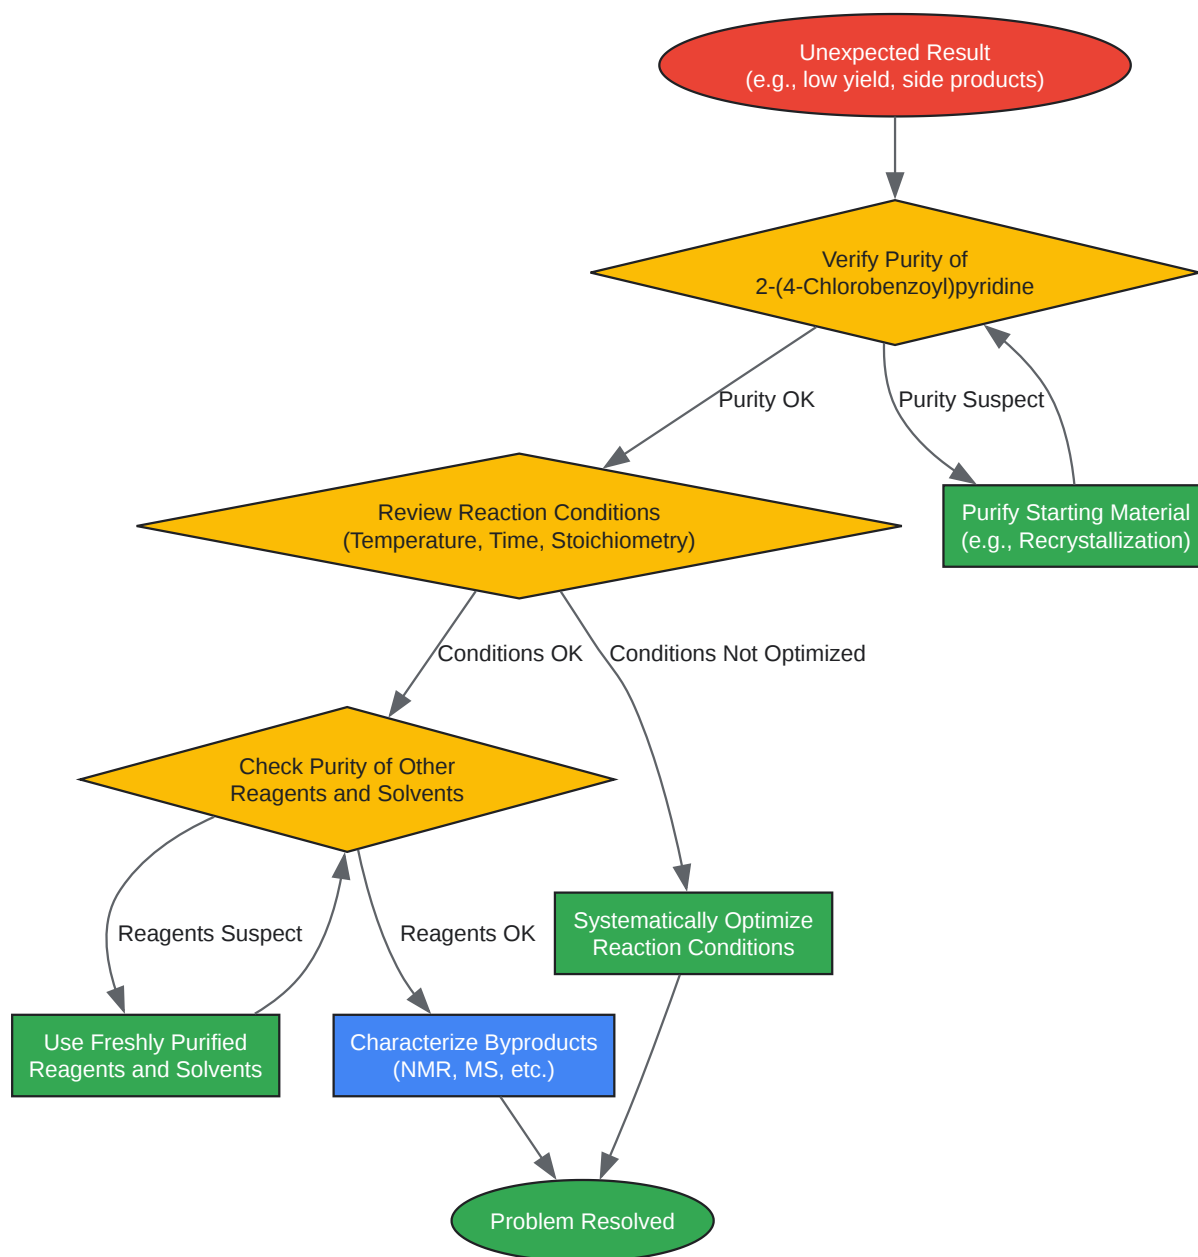 Unexpected Result
(e.g., low yield, side products)
Verify Purity of
2-(4-Chlorobenzoyl)pyridine
Purity OK
Purity Suspect
Review Reaction Conditions
(Temperature, Time, Stoichiometry)
Purify Starting Material
(e.g., Recrystallization)
Conditions OK
Conditions Not Optimized
Check Purity of Other
Reagents and Solvents
Reagents Suspect
Reagents OK
Systematically Optimize
Reaction Conditions
Use Freshly Purified
Reagents and Solvents
Characterize Byproducts
(NMR, MS, etc.)
Problem Resolved